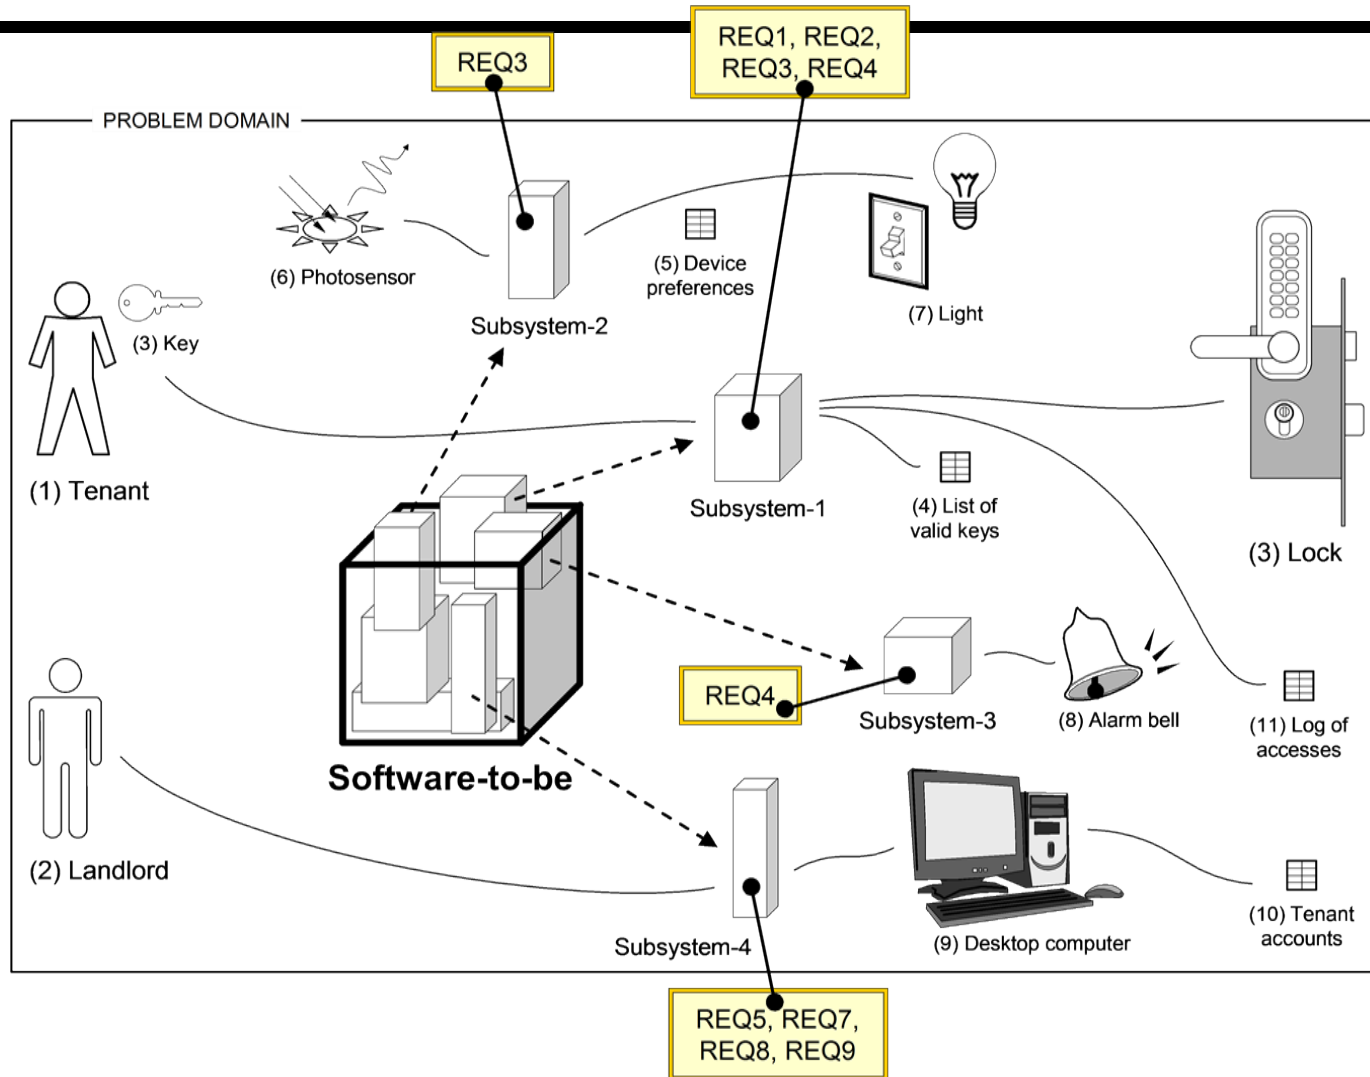 REQ3
REQ1, REQ2,
REQ3, REQ4
PROBLEM DOMAIN
(6) Photosensor
(5) Device
preferences
(7) Light
(3) Key
Subsystem-2
(1) Tenant
Subsystem-1
(4) List of
valid keys
(3) Lock
REQ4
Subsystem-3
(8) Alarm bell
(11) Log of
accesses
Software-to-be
(2) Landlord
Subsystem-4
(9) Desktop computer
(10) Tenant
accounts
REQ5, REQ7,
REQ8, REQ9